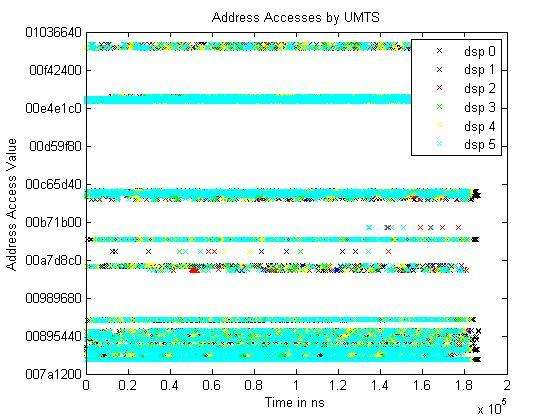 Address Accesses by UMTS
01036640
00f42400
00e4e1c0
00d59f80
00c65d40
00b71b00
00a7d8c0
00989680
00895440
007a1200
Address Access Value
dsp 0
dsp 1
dsp 2
dsp 3
dsp 4
dsp 5
0 0.2 0.4 0.6 0.8 1 1.2 1.4 1.6 1.8 2
Time in ns
x 10^5